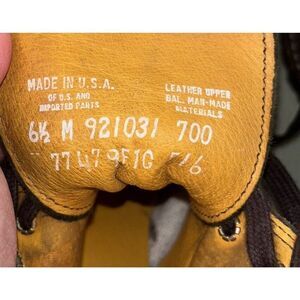 MADE IN U.S.A.
OF U.S. AND
IMPORTED PARTS
LEATHER UPPER
BAL. MAN-MADE
MATERIALS
6½ M 921031 700